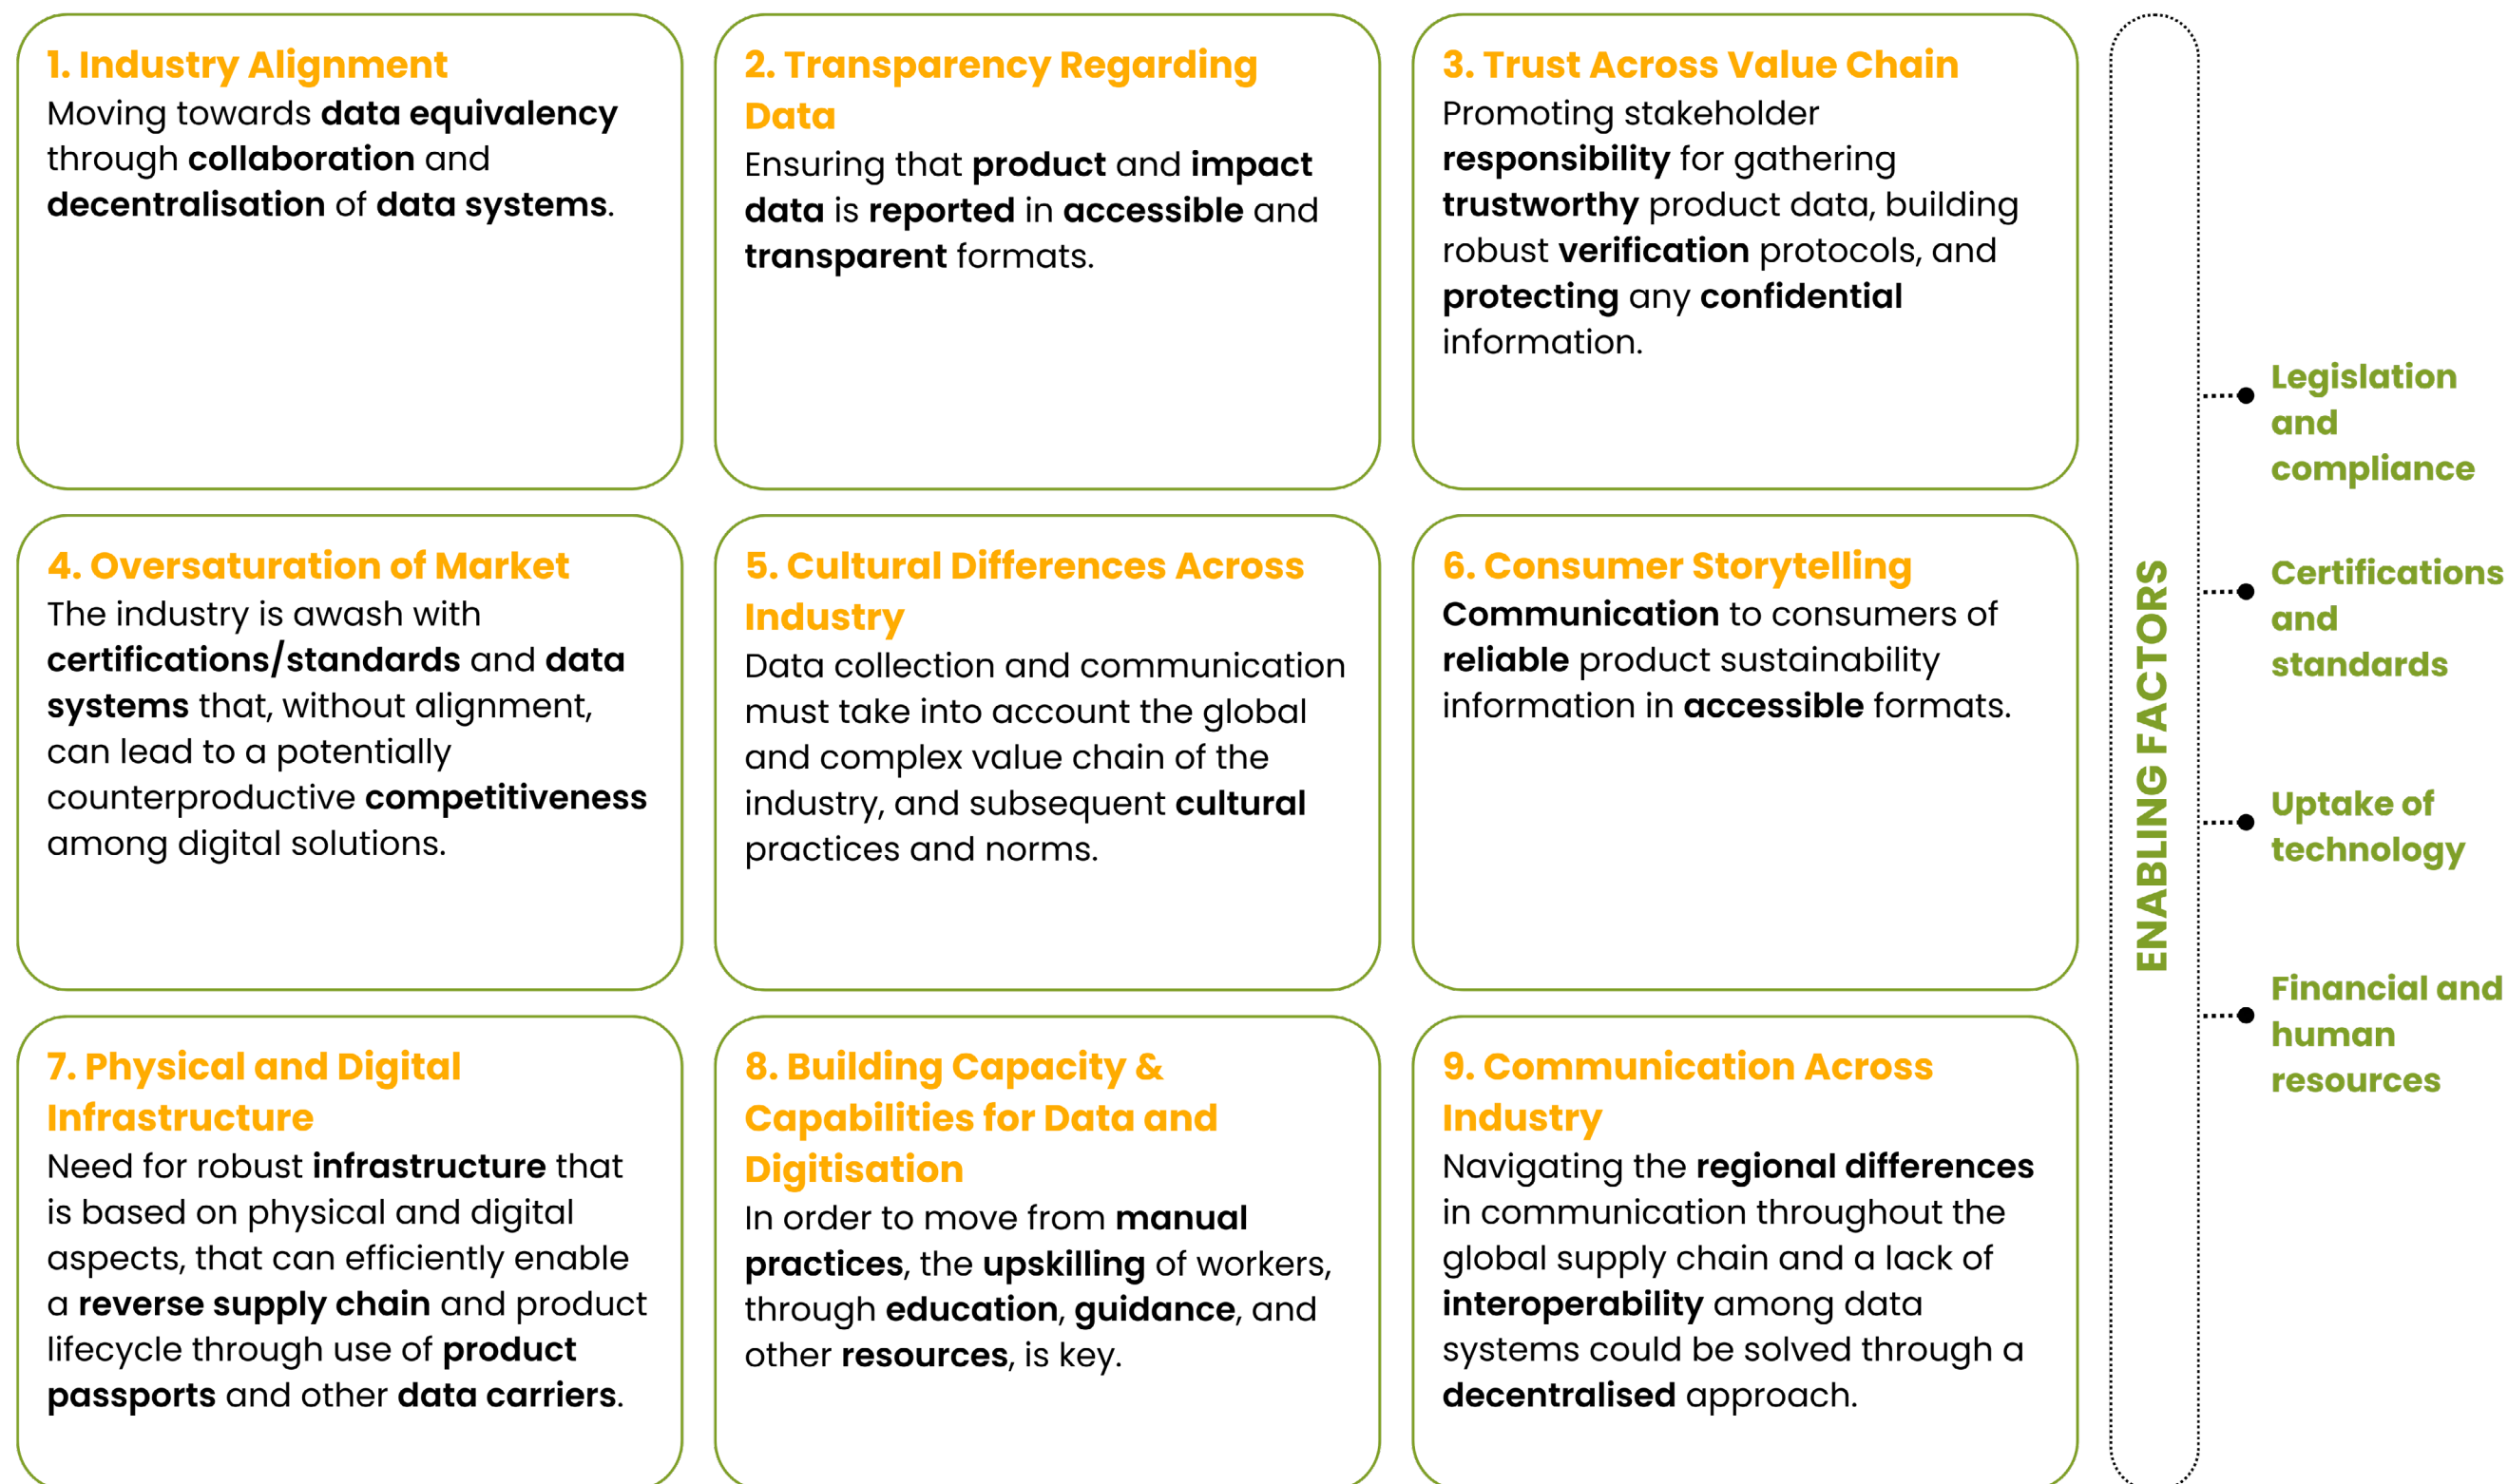 1. Industry Alignment
Moving towards data equivalency
through collaboration and
decentralisation of data systems.
2. Transparency Regarding
Data
Ensuring that product and impact
data is reported in accessible and
transparent formats.
3. Trust Across Value Chain
Promoting stakeholder
responsibility for gathering
trustworthy product data, building
robust verification protocols, and
protecting any confidential
information.
4. Oversaturation of Market
The industry is awash with
certifications/standards and data
systems that, without alignment,
can lead to a potentially
counterproductive competitiveness
among digital solutions.
5. Cultural Differences Across
Industry
Data collection and communication
must take into account the global
and complex value chain of the
industry, and subsequent cultural
practices and norms.
6. Consumer Storytelling
Communication to consumers of
reliable product sustainability
information in accessible formats.
7. Physical and Digital
Infrastructure
Need for robust infrastructure that
is based on physical and digital
aspects, that can efficiently enable
a reverse supply chain and product
lifecycle through use of product
passports and other data carriers.
8. Building Capacity &
Capabilities for Data and
Digitisation
In order to move from manual
practices, the upskilling of workers,
through education, guidance, and
other resources, is key.
9. Communication Across
Industry
Navigating the regional differences
in communication throughout the
global supply chain and a lack of
interoperability among data
systems could be solved through a
decentralised approach.
ENABLING FACTORS
Legislation
and
compliance
Certifications
and
standards
Uptake of
technology
Financial and
human
resources